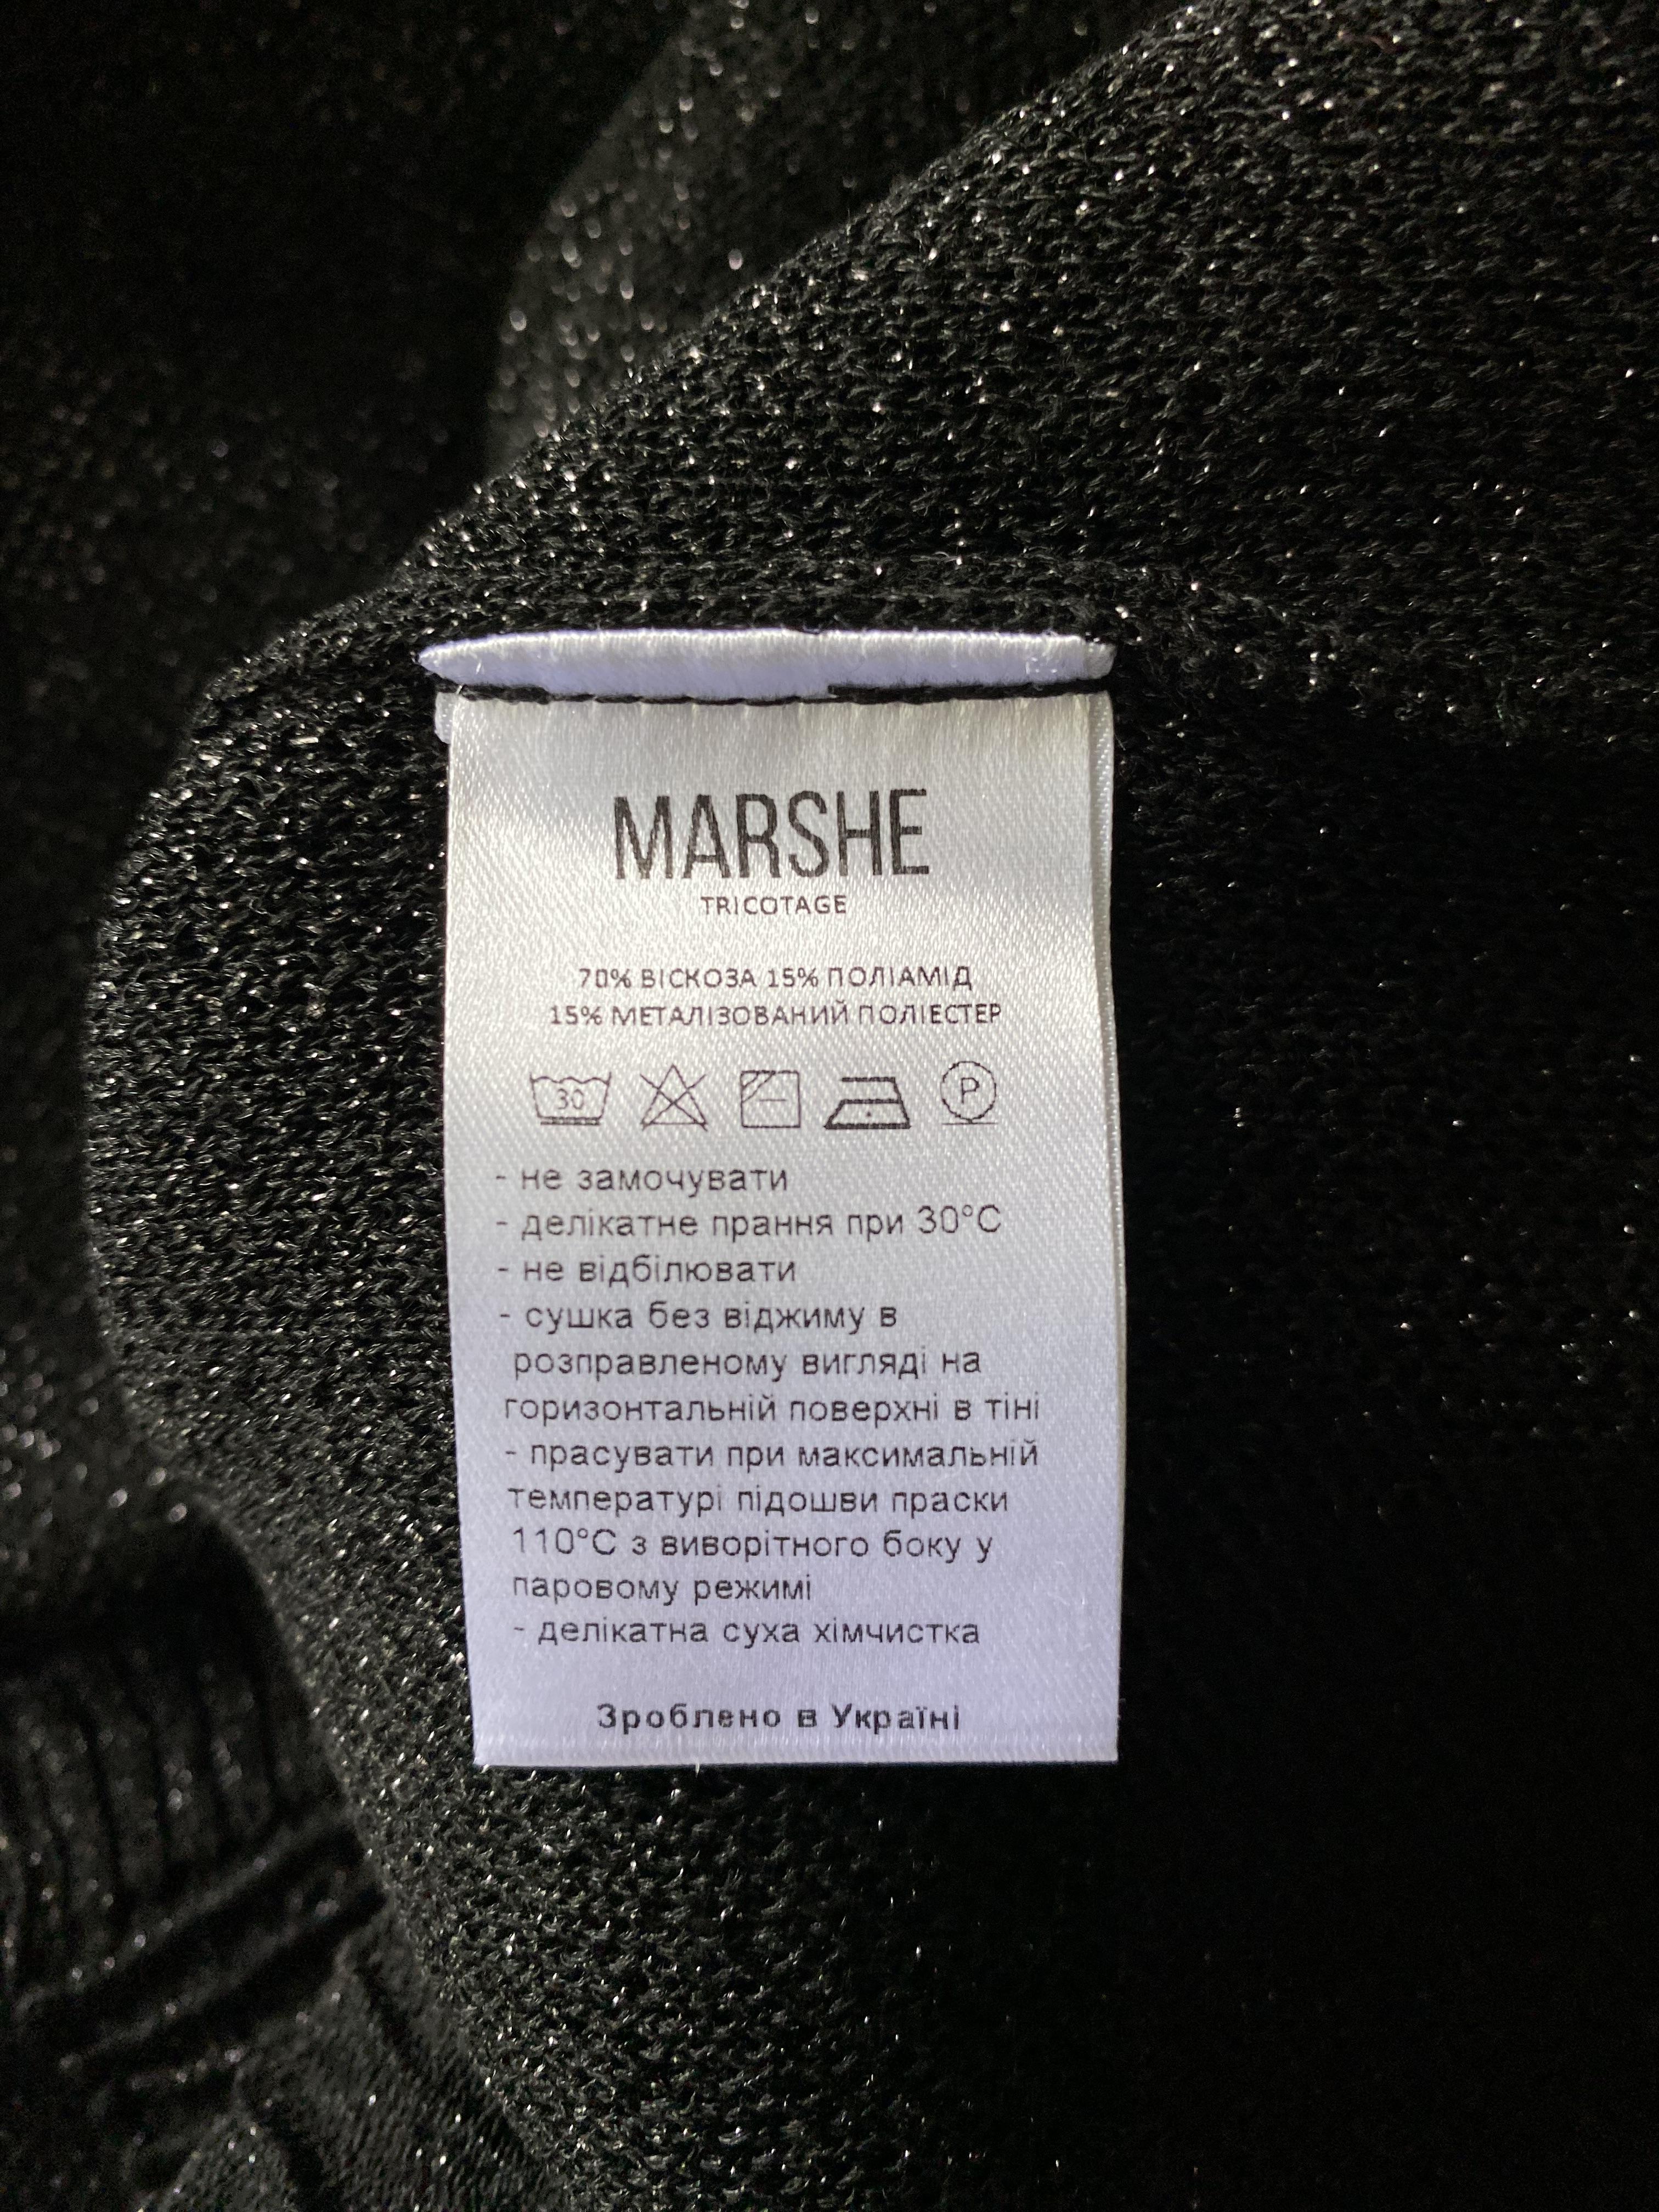 MARSHE
TRICOTAGE
70% ВІСКОЗА 15% ПОЛІАМІД
15% МЕТАЛІЗОВАНИЙ ПОЛІЕСТЕР
30 P
- не замочувати
- делікатне прання при 30°C
- не відбілювати
- сушка без віджиму в
розправленому вигляді на
горизонтальній поверхні в тіні
- прасувати при максимальній
температурі підошви праски
110°C з виворітного боку у
паровому режимі
- делікатна суха хімчистка
Зроблено в Україні